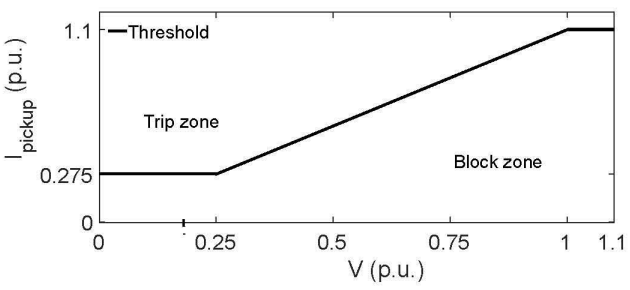 1.1
Threshold
I pickup (p.u.)
Trip zone
Block zone
0.275
0
0 0.25 0.5 0.75 1 1.1
V (p.u.)